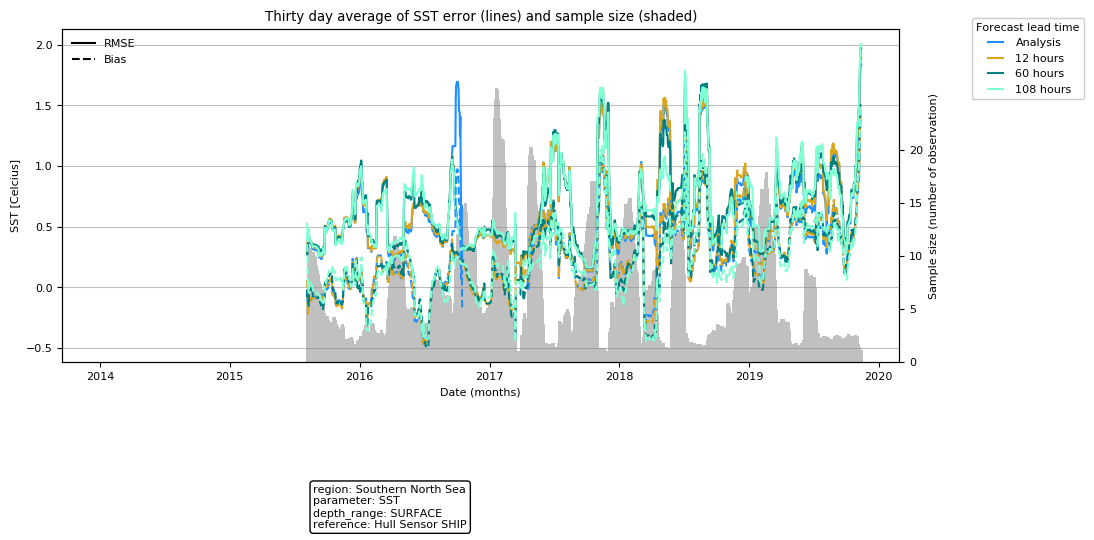 Thirty day average of SST error (lines) and sample size (shaded)
RMSE
Bias
Forecast lead time
Analysis
12 hours
60 hours
108 hours
SST [Celcius]
2.0
1.5
1.0
0.5
0.0
−0.5
Sample size (number of observation)
20
15
10
5
0
2014 2015 2016 2017 2018 2019 2020
Date (months)
region: Southern North Sea
parameter: SST
depth_range: SURFACE
reference: Hull Sensor SHIP